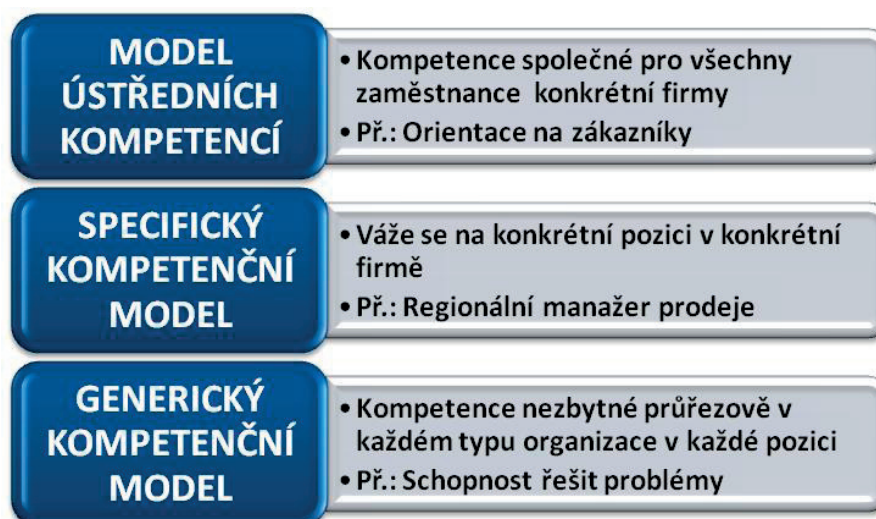 MODEL
ÚSTŘEDNÍCH
KOMPETENCÍ
• Kompetence společné pro všechny
zaměstnance konkrétní firmy
• Př.: Orientace na zákazníky
SPECIFICKÝ
KOMPETENČNÍ
MODEL
• Váže se na konkrétní pozici v konkrétní
firmě
• Př.: Regionální manažer prodeje
GENERICKÝ
KOMPETENČNÍ
MODEL
• Kompetence nezbytné průřezově v
každém typu organizace v každé pozici
• Př.: Schopnost řešit problémy